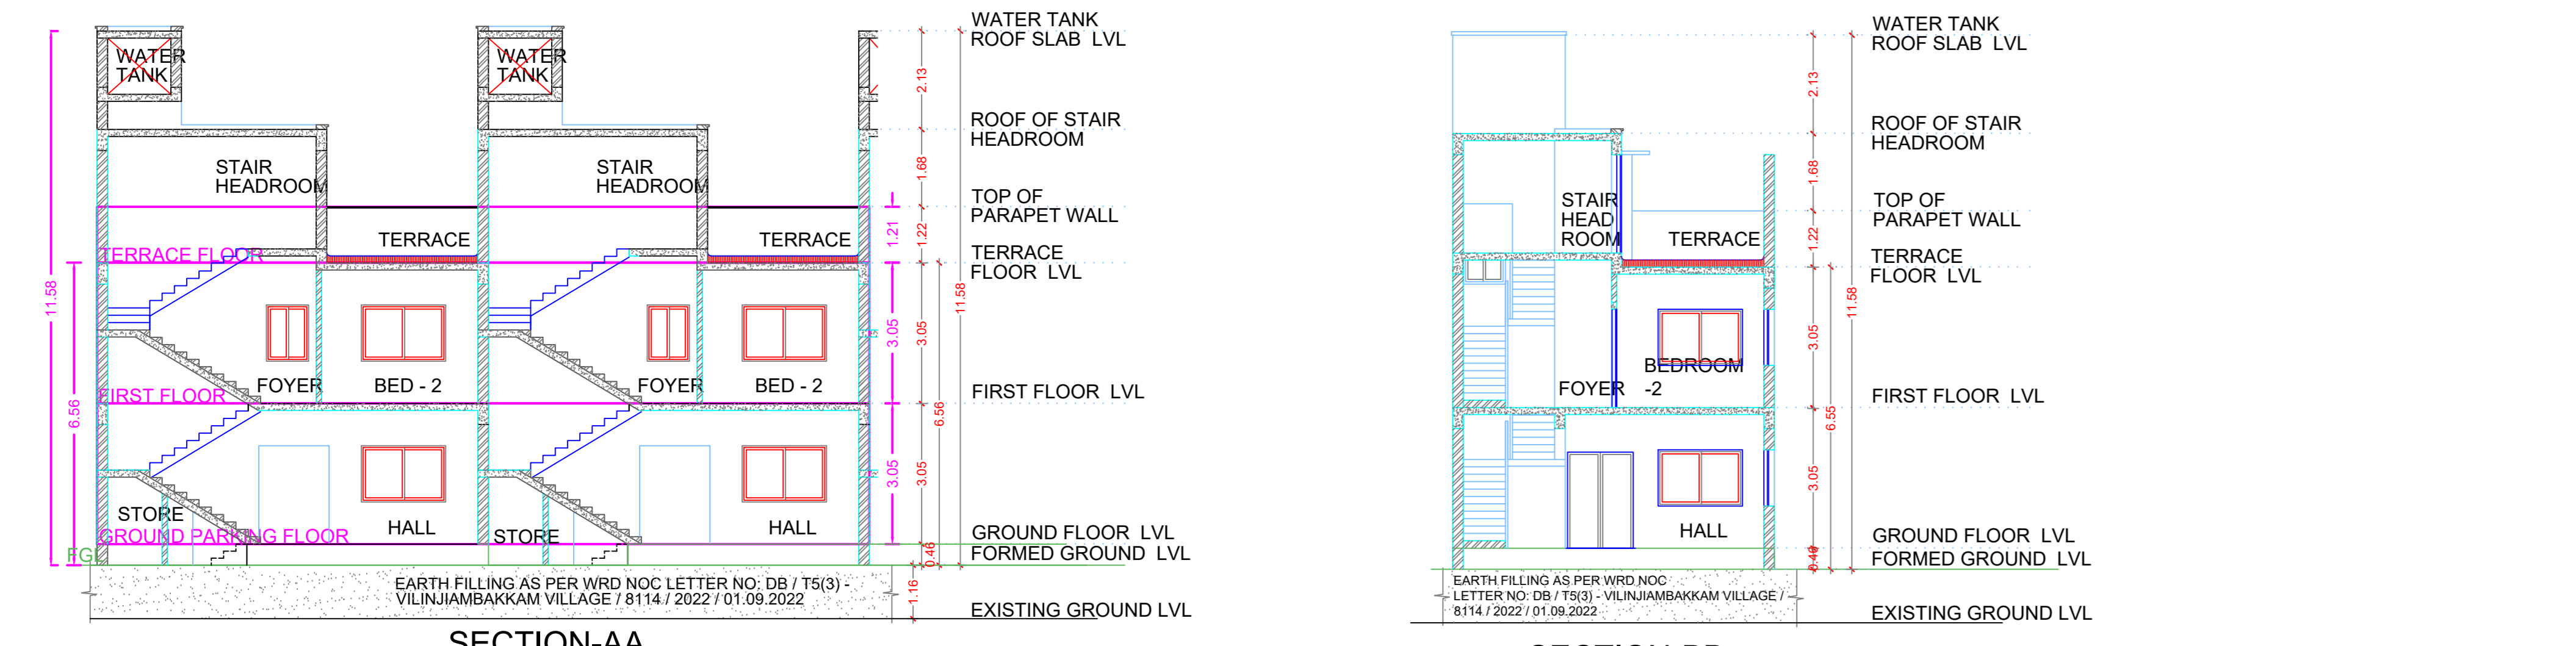 WATER TANK
ROOF SLAB LVL
WATER
TANK
WATER
TANK
2.13
ROOF OF STAIR
HEADROOM
STAIR
HEADROOM
STAIR
HEADROOM
1.68
TOP OF
PARAPET WALL
1.21
1.22
TERRACE
TERRACE
TERRACE FLOOR
TERRACE
FLOOR LVL
11.58
11.58
3.05
3.05
FOYER
BED - 2
FOYER
BED - 2
FIRST FLOOR
FIRST FLOOR LVL
6.56
6.56
3.05
3.05
STORE
HALL
STORE
HALL
GROUND PARKING FLOOR
GROUND FLOOR LVL
FORMED GROUND LVL
0.46
EARTH FILLING AS PER WRD NOC LETTER NO: DB / T5(3) -
VILINJIAMBAKKAM VILLAGE / 8114 / 2022 / 01.09.2022
1.16
EXISTING GROUND LVL
SECTION-AA
WATER TANK
ROOF SLAB LVL
2.13
ROOF OF STAIR
HEADROOM
1.68
STAIR
HEAD
ROOM
TOP OF
PARAPET WALL
1.22
TERRACE
TERRACE
FLOOR LVL
11.58
3.05
BEDROOM
-2
FOYER
FIRST FLOOR LVL
6.55
3.05
HALL
GROUND FLOOR LVL
FORMED GROUND LVL
EARTH FILLING AS PER WRD NOC
LETTER NO: DB / T5(3) - VILINJIAMBAKKAM VILLAGE /
8114 / 2022 / 01.09.2022
EXISTING GROUND LVL